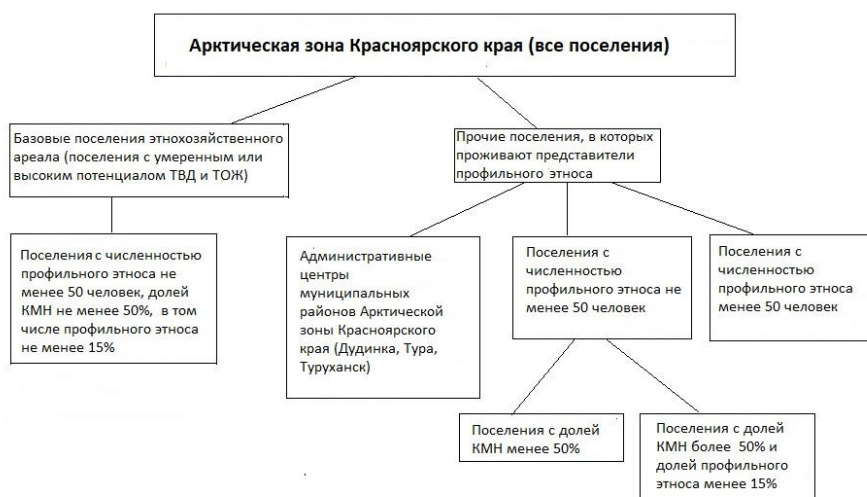 Арктическая зона Красноярского края (все поселения)
Базовые поселения этнохозяйственного
ареала (поселения с умеренным или
высоким потенциалом ТВД и ТОЖ)
Прочие поселения, в которых
проживают представители
профильного этноса
Поселения с численностью
профильного этноса не
менее 50 человек, долей
КМН не менее 50%, в том
числе профильного этноса
не менее 15%
Административные
центры
муниципальных
районов Арктической
зоны Красноярского
края (Дудинка, Тура,
Туруханск)
Поселения с
численностью
профильного этноса не
менее 50 человек
Поселения с
численностью
профильного этноса
менее 50 человек
Поселения с долей
КМН менее 50%
Поселения с долей
КМН более 50% и
долей профильного
этноса менее 15%